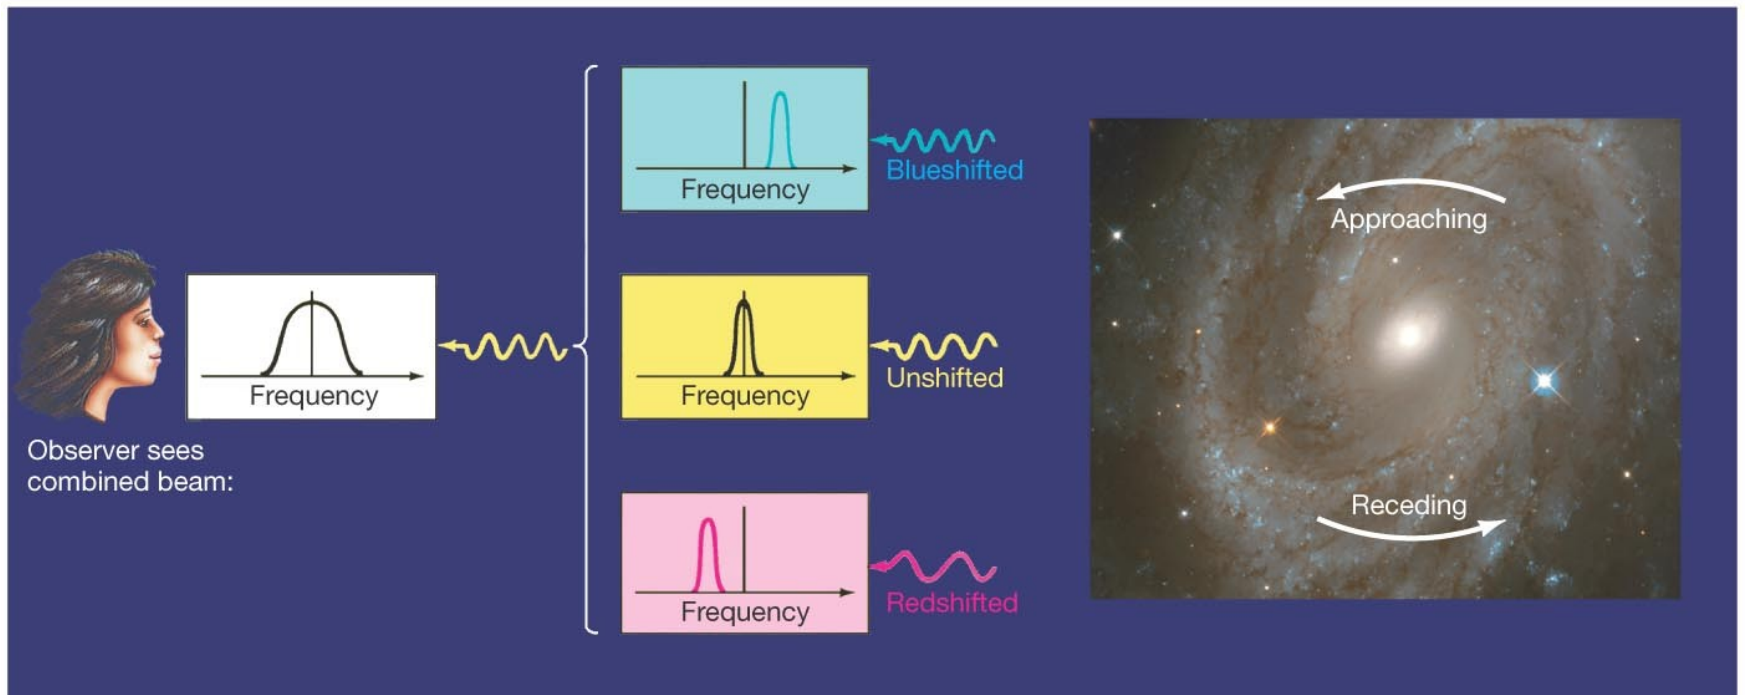 Observer sees
combined beam:
Frequency
Frequency
Blueshifted
Frequency
Unshifted
Frequency
Redshifted
Approaching
Receding